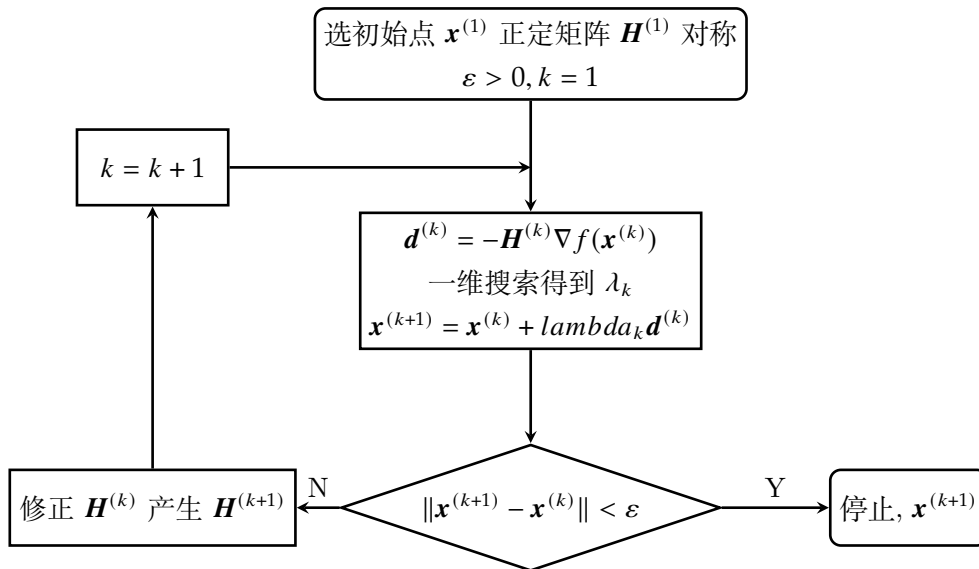 选初始点 𝒙⁽¹⁾ 正定矩阵 𝑯⁽¹⁾ 对称
ε > 0, k = 1
k = k + 1
𝒅⁽ᵏ⁾ = −𝑯⁽ᵏ⁾∇f(𝒙⁽ᵏ⁾)
一维搜索得到 λₖ
𝒙⁽ᵏ⁺¹⁾ = 𝒙⁽ᵏ⁾ + lambdaₖ𝒅⁽ᵏ⁾
修正 𝑯⁽ᵏ⁾ 产生 𝑯⁽ᵏ⁺¹⁾
N
‖𝒙⁽ᵏ⁺¹⁾ − 𝒙⁽ᵏ⁾‖ < ε
Y
停止, 𝒙⁽ᵏ⁺¹⁾